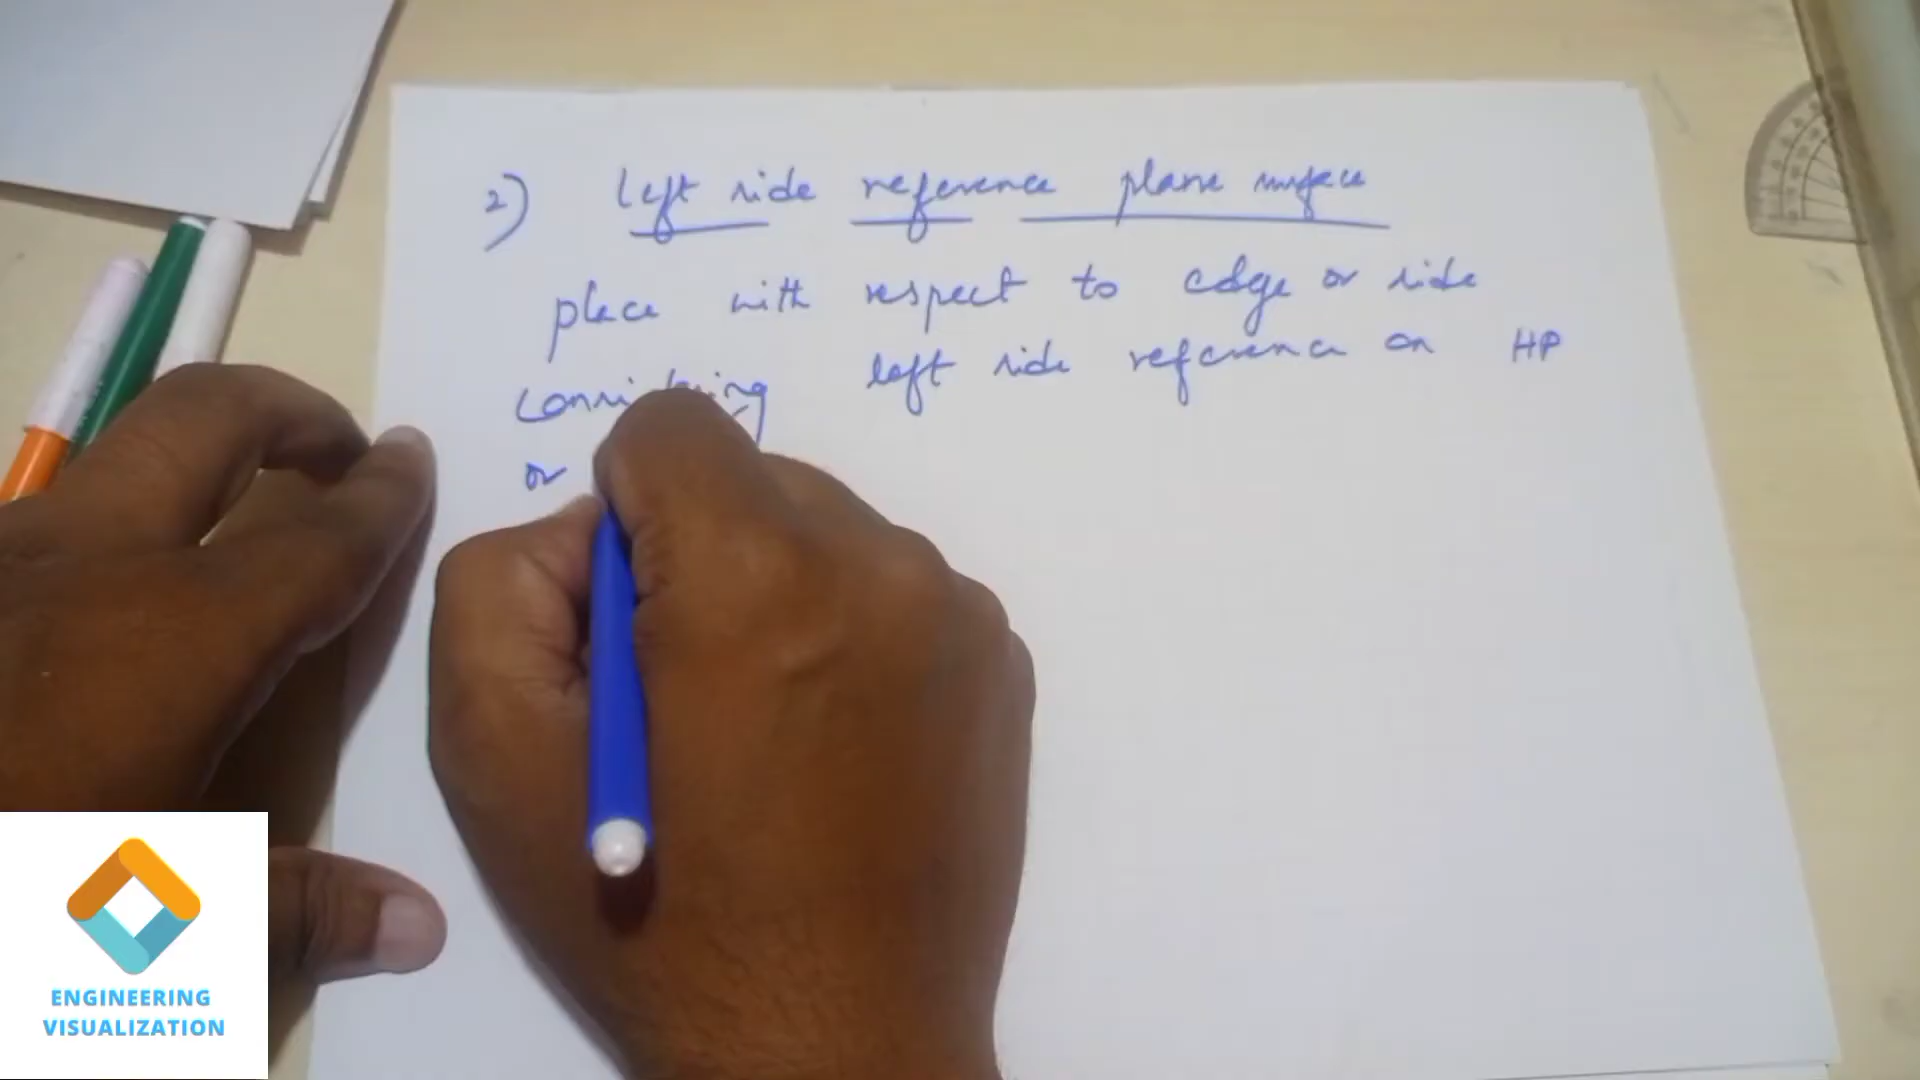 2) left side reference plane surface
place with respect to edge or side
considering left side reference on HP
or
ENGINEERING
VISUALIZATION